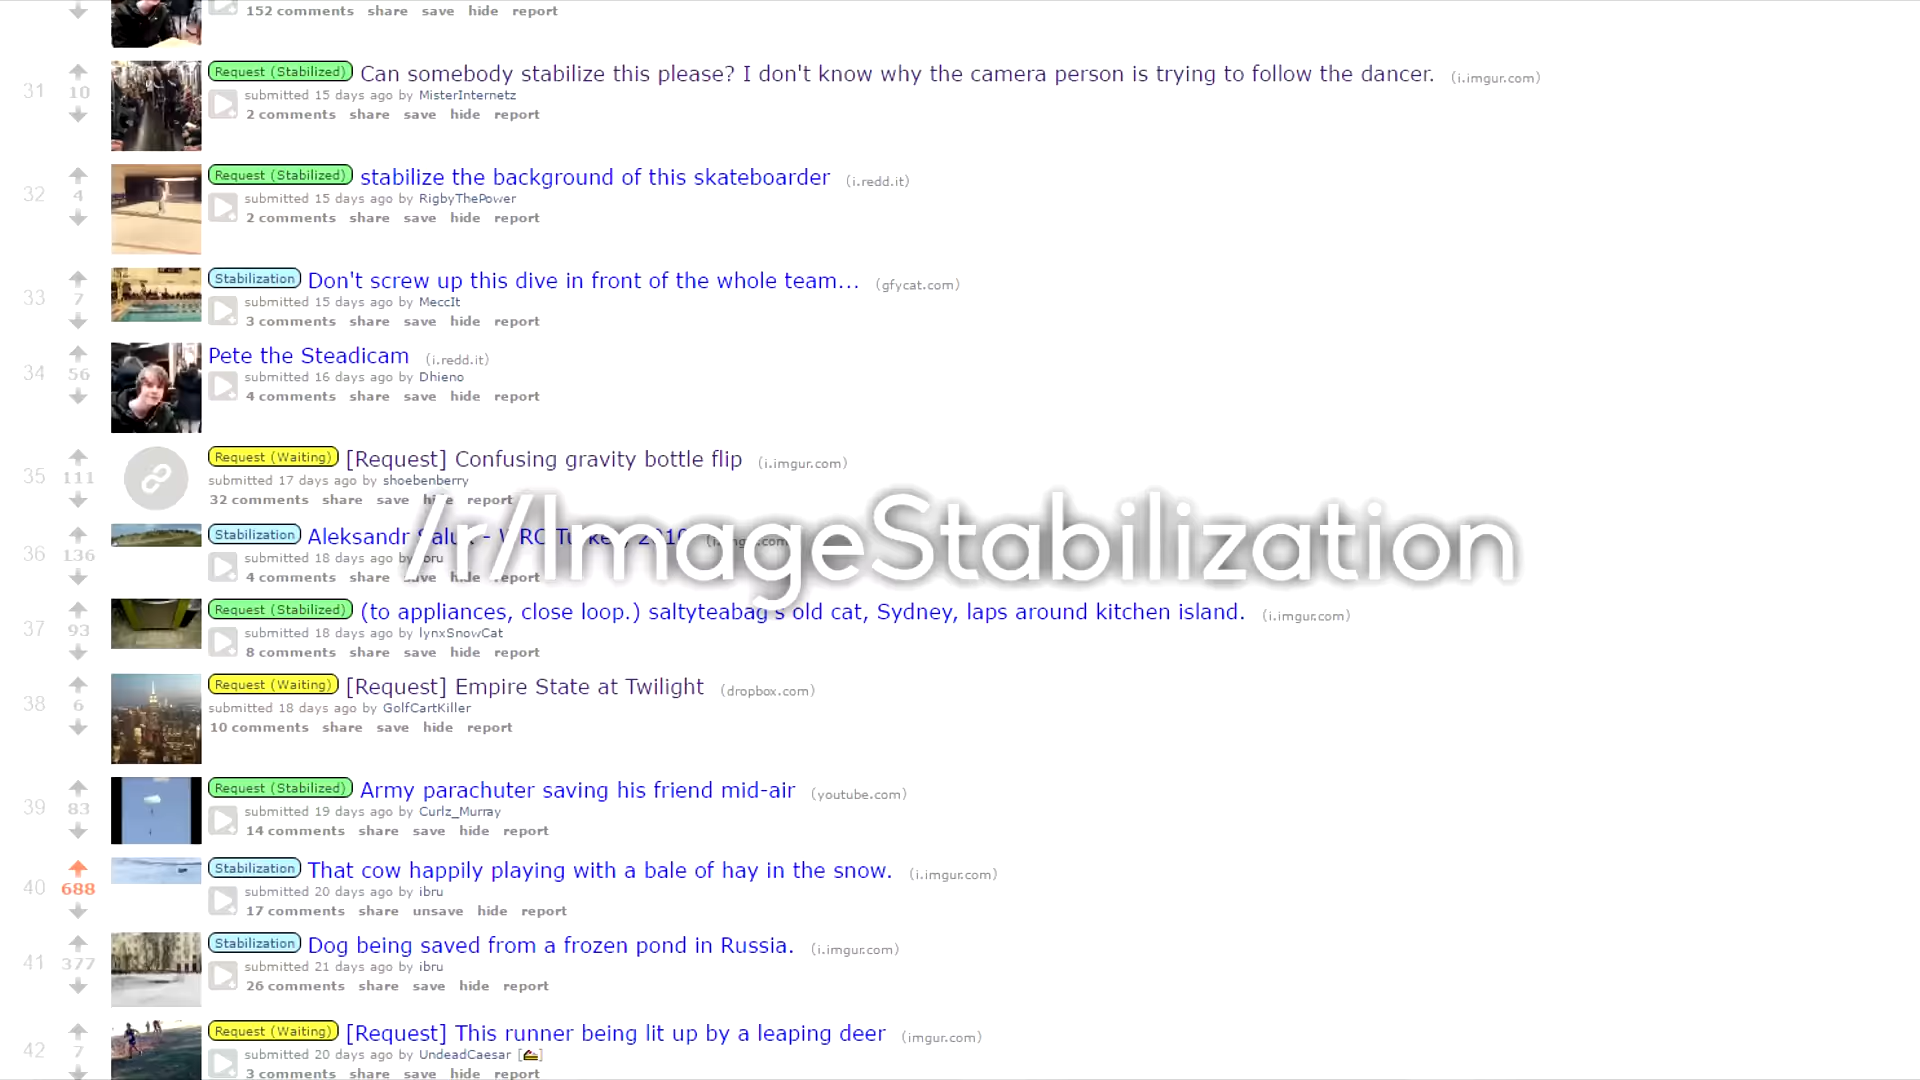 152 comments share save hide report
31 10 Request (Stabilized) Can somebody stabilize this please? I don't know why the camera person is trying to follow the dancer. (i.imgur.com)
submitted 15 days ago by MisterInternetz
2 comments share save hide report
32 4 Request (Stabilized) stabilize the background of this skateboarder (i.redd.it)
submitted 15 days ago by RigbyThePower
2 comments share save hide report
33 7 Stabilization Don't screw up this dive in front of the whole team... (gfycat.com)
submitted 15 days ago by MeccIt
3 comments share save hide report
34 56 Pete the Steadicam (i.redd.it)
submitted 16 days ago by Dhieno
4 comments share save hide report
35 111 Request (Waiting) [Request] Confusing gravity bottle flip (i.imgur.com)
submitted 17 days ago by shoebenberry
32 comments share save hide report
/r/ImageStabilization
36 136 Stabilization Aleksandr - WRC Turkey 2010 (i.imgur.com)
submitted 18 days ago by ibru
4 comments share save hide report
37 93 Request (Stabilized) (to appliances, close loop.) saltyteabag's old cat, Sydney, laps around kitchen island. (i.imgur.com)
submitted 18 days ago by lynxSnowCat
8 comments share save hide report
38 6 Request (Waiting) [Request] Empire State at Twilight (dropbox.com)
submitted 18 days ago by GolfCartKiller
10 comments share save hide report
39 83 Request (Stabilized) Army parachuter saving his friend mid-air (youtube.com)
submitted 19 days ago by Curlz_Murray
14 comments share save hide report
40 688 Stabilization That cow happily playing with a bale of hay in the snow. (i.imgur.com)
submitted 20 days ago by ibru
17 comments share unsave hide report
41 377 Stabilization Dog being saved from a frozen pond in Russia. (i.imgur.com)
submitted 21 days ago by ibru
26 comments share save hide report
42 7 Request (Waiting) [Request] This runner being lit up by a leaping deer (imgur.com)
submitted 20 days ago by UndeadCaesar
3 comments share save hide report